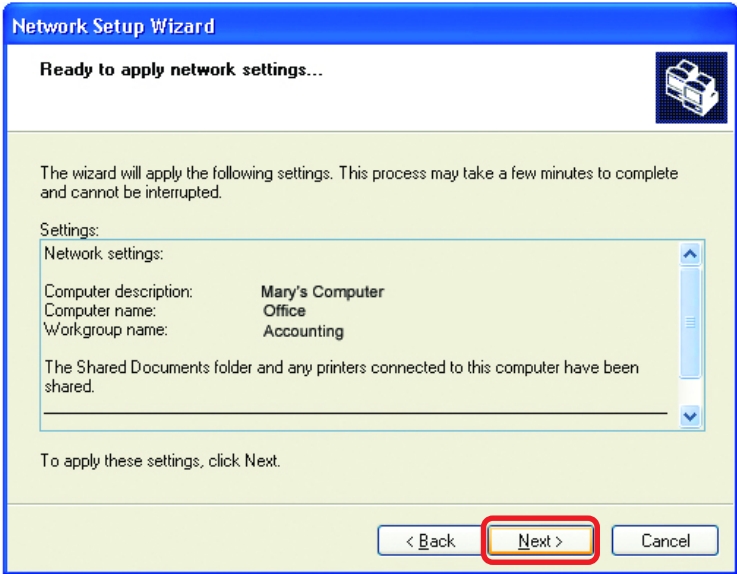 Network Setup Wizard
Ready to apply network settings...
The wizard will apply the following settings. This process may take a few minutes to complete
and cannot be interrupted.
Settings:
Network settings:
Computer description: Mary's Computer
Computer name: Office
Workgroup name: Accounting
The Shared Documents folder and any printers connected to this computer have been
shared.
To apply these settings, click Next.
< Back Next > Cancel